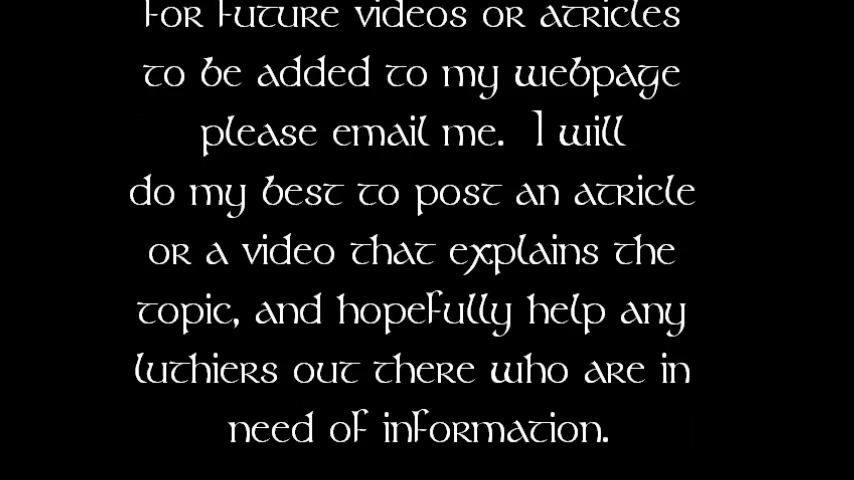 for future videos or atricles
to be added to my webpage
please email me.  I will
do my best to post an atricle
or a video that explains the
topic, and hopefully help any
luthiers out there who are in
need of information.